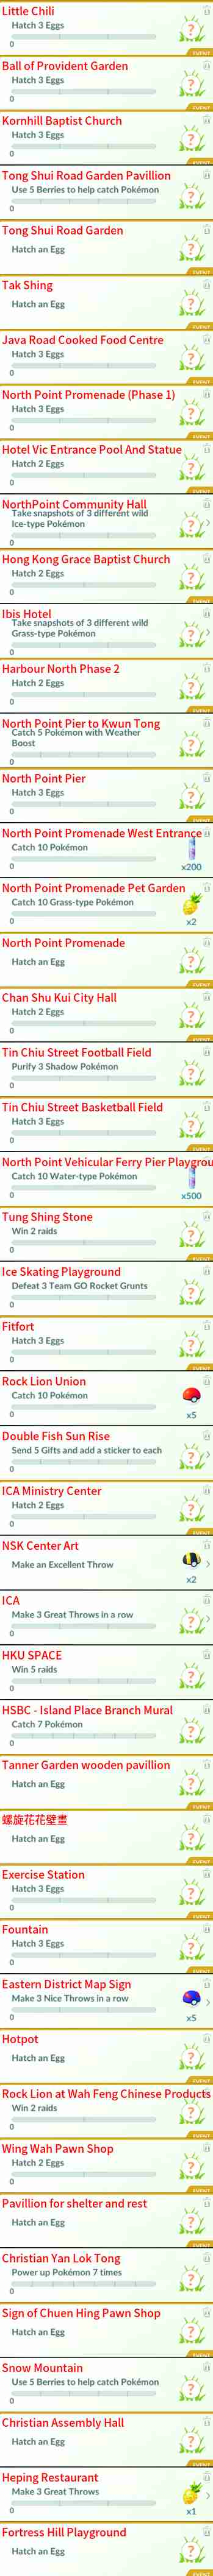 Little Chili
Hatch 3 Eggs
0
EVENT
Ball of Provident Garden
Hatch 3 Eggs
0
EVENT
Kornhill Baptist Church
Hatch 3 Eggs
0
EVENT
Tong Shui Road Garden Pavillion
Use 5 Berries to help catch Pokémon
0
Tong Shui Road Garden
Hatch an Egg
EVENT
Tak Shing
Hatch an Egg
EVENT
Java Road Cooked Food Centre
Hatch 3 Eggs
0
EVENT
North Point Promenade (Phase 1)
Hatch 3 Eggs
0
EVENT
Hotel Vic Entrance Pool And Statue
Hatch 2 Eggs
0
EVENT
NorthPoint Community Hall
Take snapshots of 3 different wild
Ice-type Pokémon
0
Hong Kong Grace Baptist Church
Hatch 2 Eggs
0
EVENT
Ibis Hotel
Take snapshots of 3 different wild
Grass-type Pokémon
0
Harbour North Phase 2
Hatch 2 Eggs
0
EVENT
North Point Pier to Kwun Tong
Catch 5 Pokémon with Weather
Boost
0
North Point Pier
Hatch 3 Eggs
0
EVENT
North Point Promenade West Entrance
Catch 10 Pokémon
0
x200
North Point Promenade Pet Garden
Catch 10 Grass-type Pokémon
0
x2
North Point Promenade
Hatch an Egg
EVENT
Chan Shu Kui City Hall
Hatch 2 Eggs
0
EVENT
Tin Chiu Street Football Field
Purify 3 Shadow Pokémon
0
Tin Chiu Street Basketball Field
Hatch 3 Eggs
0
EVENT
North Point Vehicular Ferry Pier Playgrou
Catch 10 Water-type Pokémon
0
x500
Tung Shing Stone
Win 2 raids
0
Ice Skating Playground
Defeat 3 Team GO Rocket Grunts
0
Fitfort
Hatch 3 Eggs
0
EVENT
Rock Lion Union
Catch 10 Pokémon
0
x5
Double Fish Sun Rise
Send 5 Gifts and add a sticker to each
0
ICA Ministry Center
Hatch 2 Eggs
0
EVENT
NSK Center Art
Make an Excellent Throw
x2
ICA
Make 3 Great Throws in a row
0
HKU SPACE
Win 5 raids
0
HSBC - Island Place Branch Mural
Catch 7 Pokémon
0
Tanner Garden wooden pavillion
Hatch an Egg
EVENT
螺旋花花壁畫
Hatch an Egg
EVENT
Exercise Station
Hatch 3 Eggs
0
EVENT
Fountain
Hatch 3 Eggs
0
EVENT
Eastern District Map Sign
Make 3 Nice Throws in a row
0
x5
Hotpot
Hatch an Egg
EVENT
Rock Lion at Wah Feng Chinese Products
Win 2 raids
0
EVENT
Wing Wah Pawn Shop
Hatch 2 Eggs
0
EVENT
Pavillion for shelter and rest
Hatch an Egg
EVENT
Christian Yan Lok Tong
Power up Pokémon 7 times
0
Sign of Chuen Hing Pawn Shop
Hatch an Egg
EVENT
Snow Mountain
Use 5 Berries to help catch Pokémon
0
Christian Assembly Hall
Hatch an Egg
EVENT
Heping Restaurant
Make 3 Great Throws
0
x1
Fortress Hill Playground
Hatch an Egg
EVENT